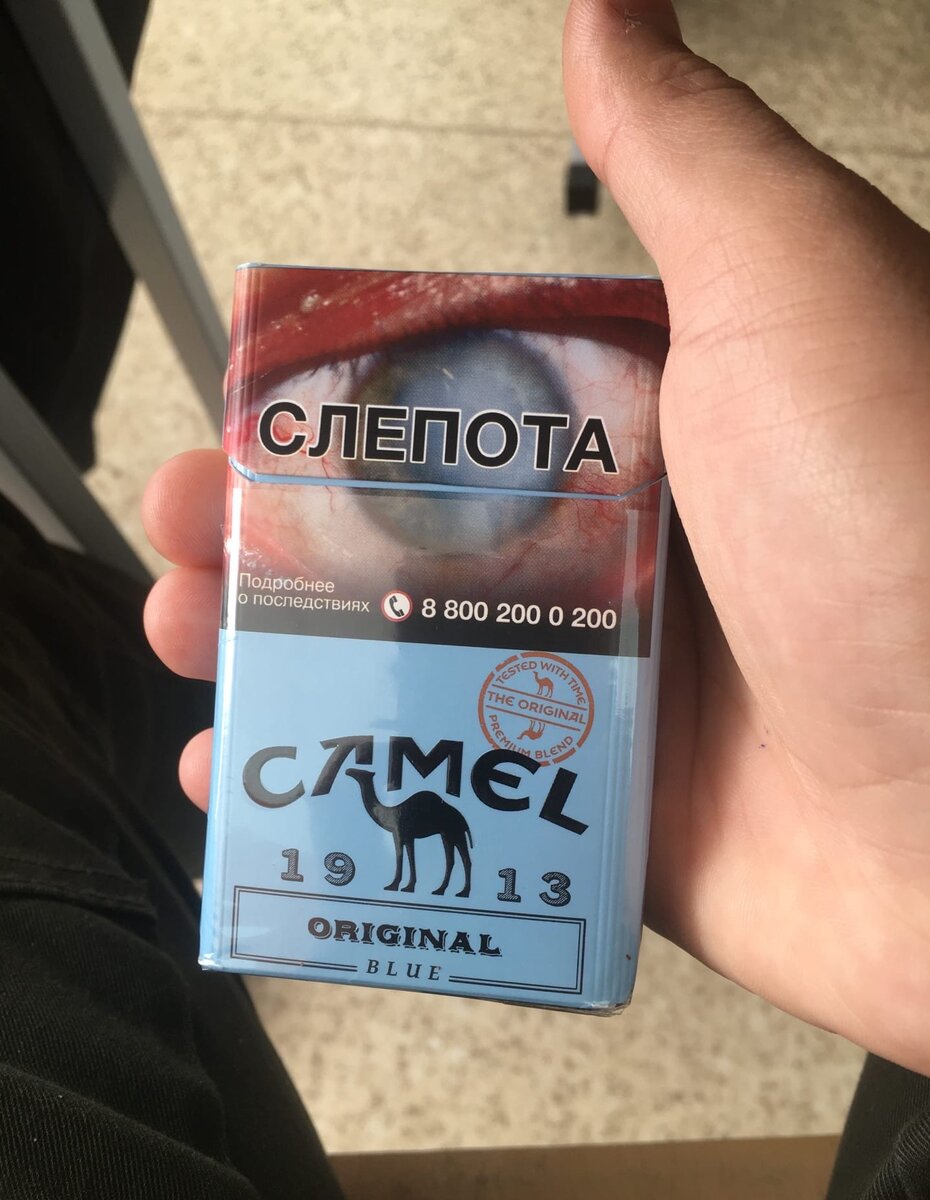 СЛЕПОТА
Подробнее
о последствиях
8 800 200 0 200
TESTED WITH TIME
THE ORIGINAL
PREMIUM BLEND
CAMEL
19 13
ORIGINAL
BLUE